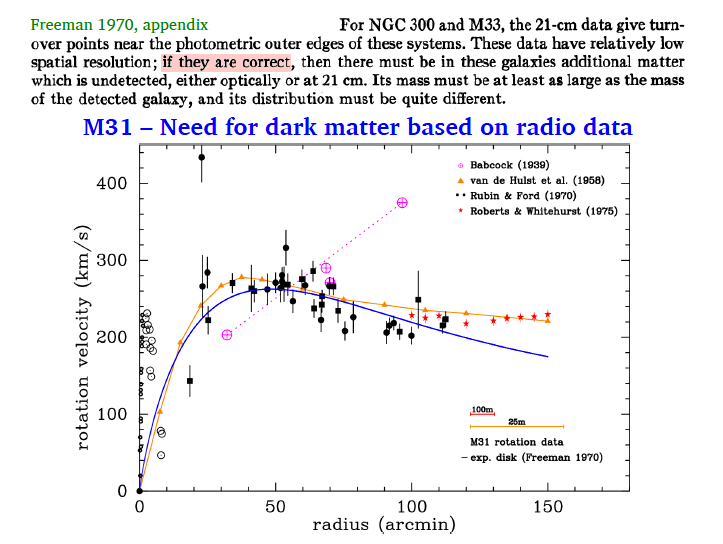 Freeman 1970, appendix
For NGC 300 and M33, the 21-cm data give turn-
over points near the photometric outer edges of these systems. These data have relatively low
spatial resolution; if they are correct, then there must be in these galaxies additional matter
which is undetected, either optically or at 21 cm. Its mass must be at least as large as the mass
of the detected galaxy, and its distribution must be quite different.
M31 – Need for dark matter based on radio data
Babcock (1939)
van de Hulst et al. (1958)
Rubin & Ford (1970)
Roberts & Whitehurst (1975)
400
300
200
100
0
rotation velocity (km/s)
100m
25m
M31 rotation data
exp. disk (Freeman 1970)
0
50
100
150
radius (arcmin)